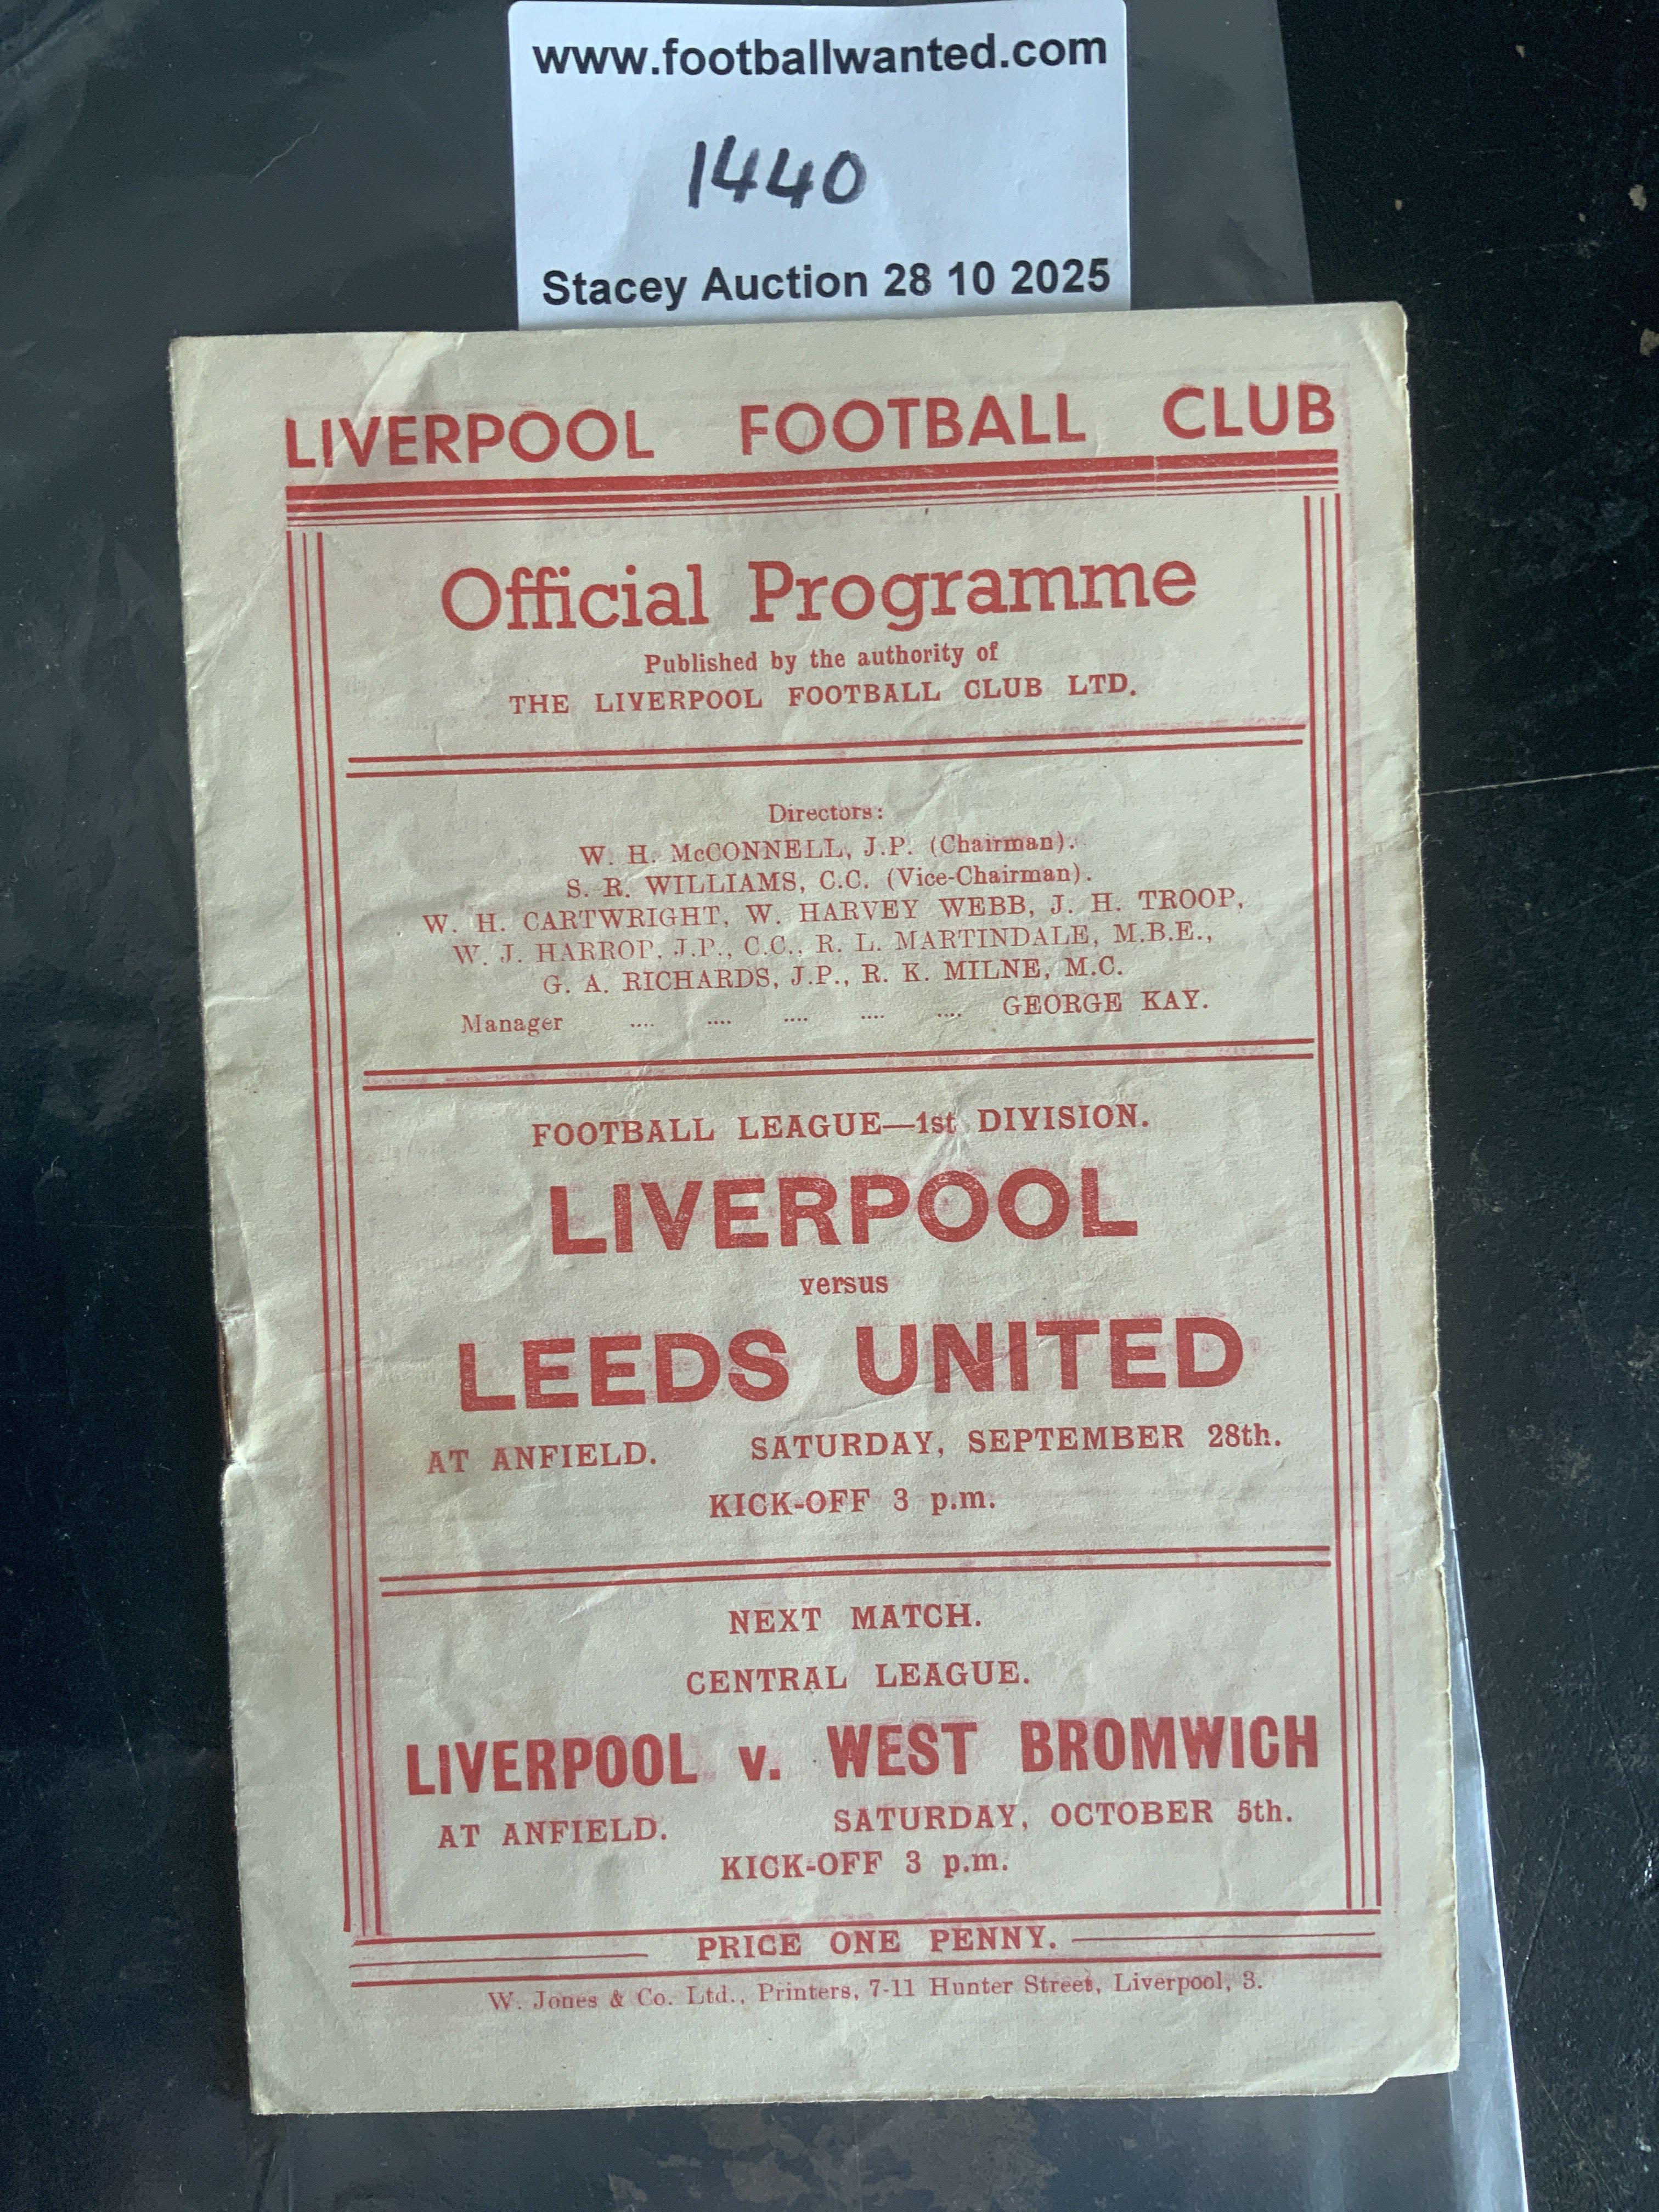 www.footballwanted.com
1440
Stacey Auction 28 10 2025
LIVERPOOL FOOTBALL CLUB
Official Programme
Published by the authority of
THE LIVERPOOL FOOTBALL CLUB LTD.
Directors:
W. H. McCONNELL, J.P. (Chairman).
S. R. WILLIAMS, C.C. (Vice-Chairman).
W. H. CARTWRIGHT, W. HARVEY WEBB, J. H. TROOP,
W. J. HARROP, J.P., C.C., R. L. MARTINDALE, M.B.E.,
G. A. RICHARDS, J.P., R. K. MILNE, M.C.
Manager .... .... .... .... .... GEORGE KAY.
FOOTBALL LEAGUE—1st DIVISION.
LIVERPOOL
versus
LEEDS UNITED
AT ANFIELD. SATURDAY, SEPTEMBER 28th.
KICK-OFF 3 p.m.
NEXT MATCH.
CENTRAL LEAGUE.
LIVERPOOL v. WEST BROMWICH
AT ANFIELD. SATURDAY, OCTOBER 5th.
KICK-OFF 3 p.m.
PRICE ONE PENNY.
W. Jones & Co. Ltd., Printers, 7-11 Hunter Street, Liverpool, 3.